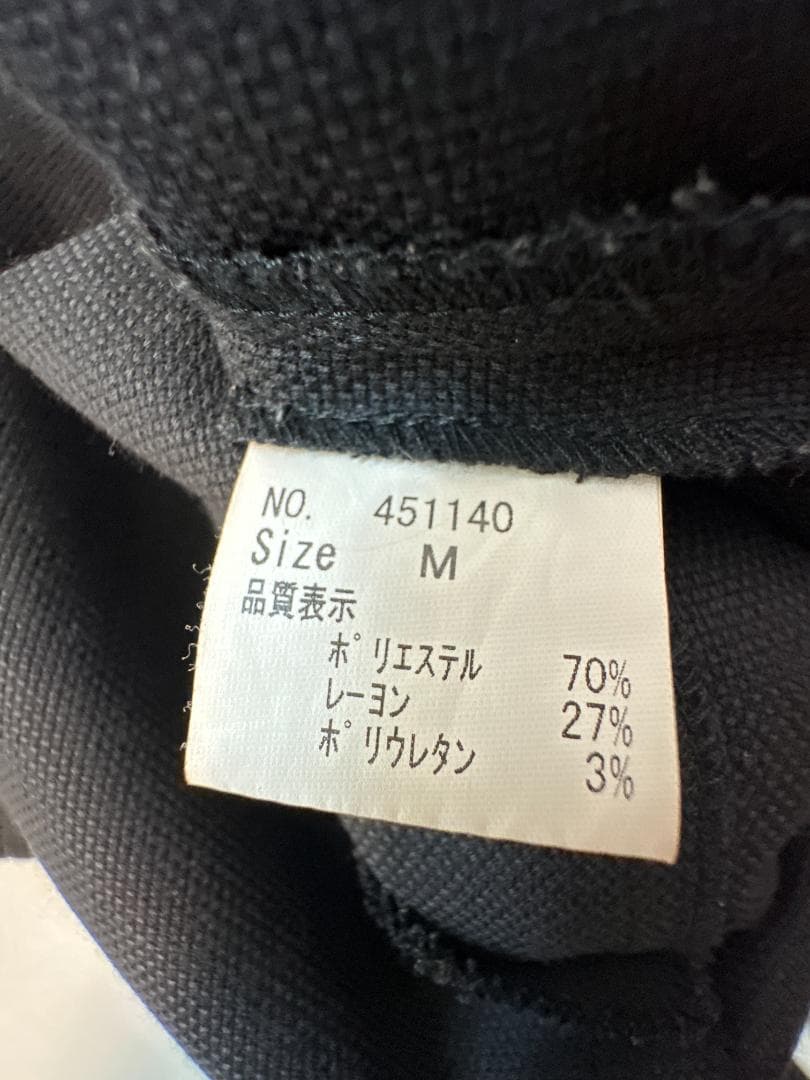 NO. 451140
Size M
品質表示
ポリエステル 70%
レーヨン 27%
ポリウレタン 3%